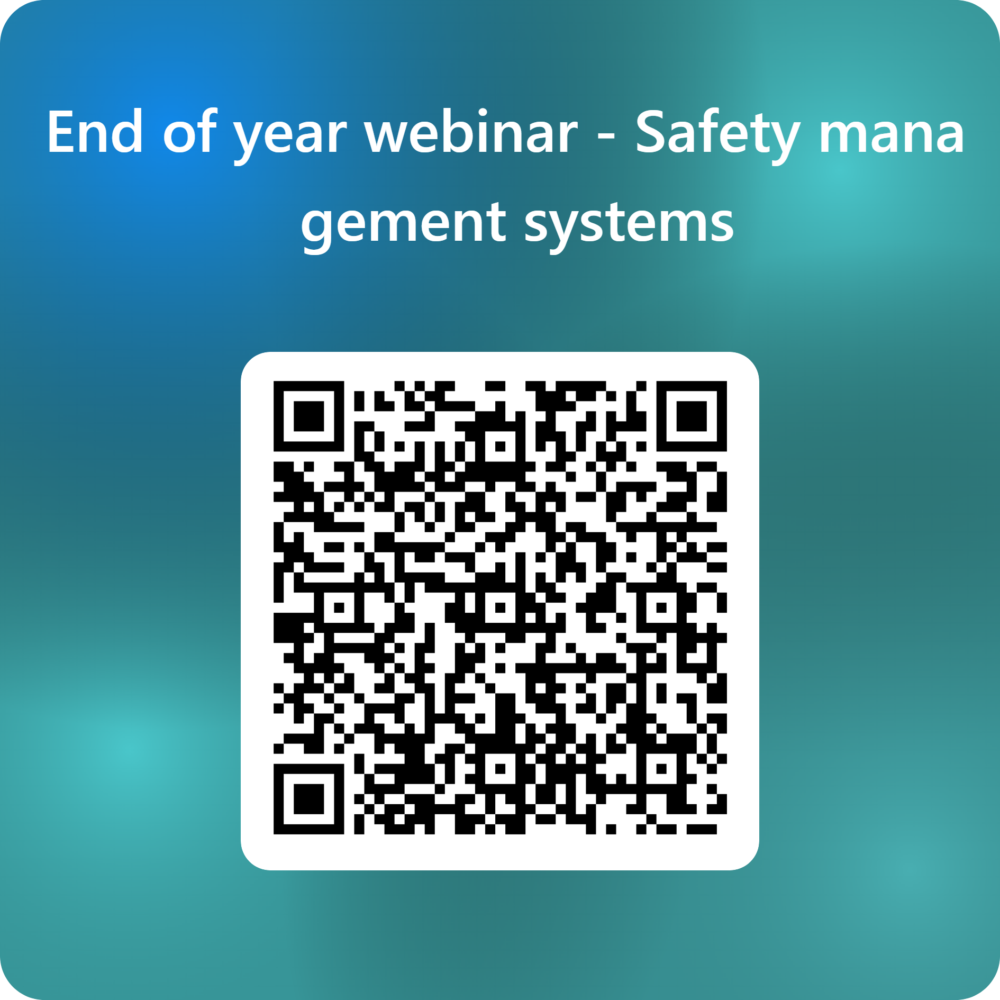 End of year webinar - Safety mana
gement systems